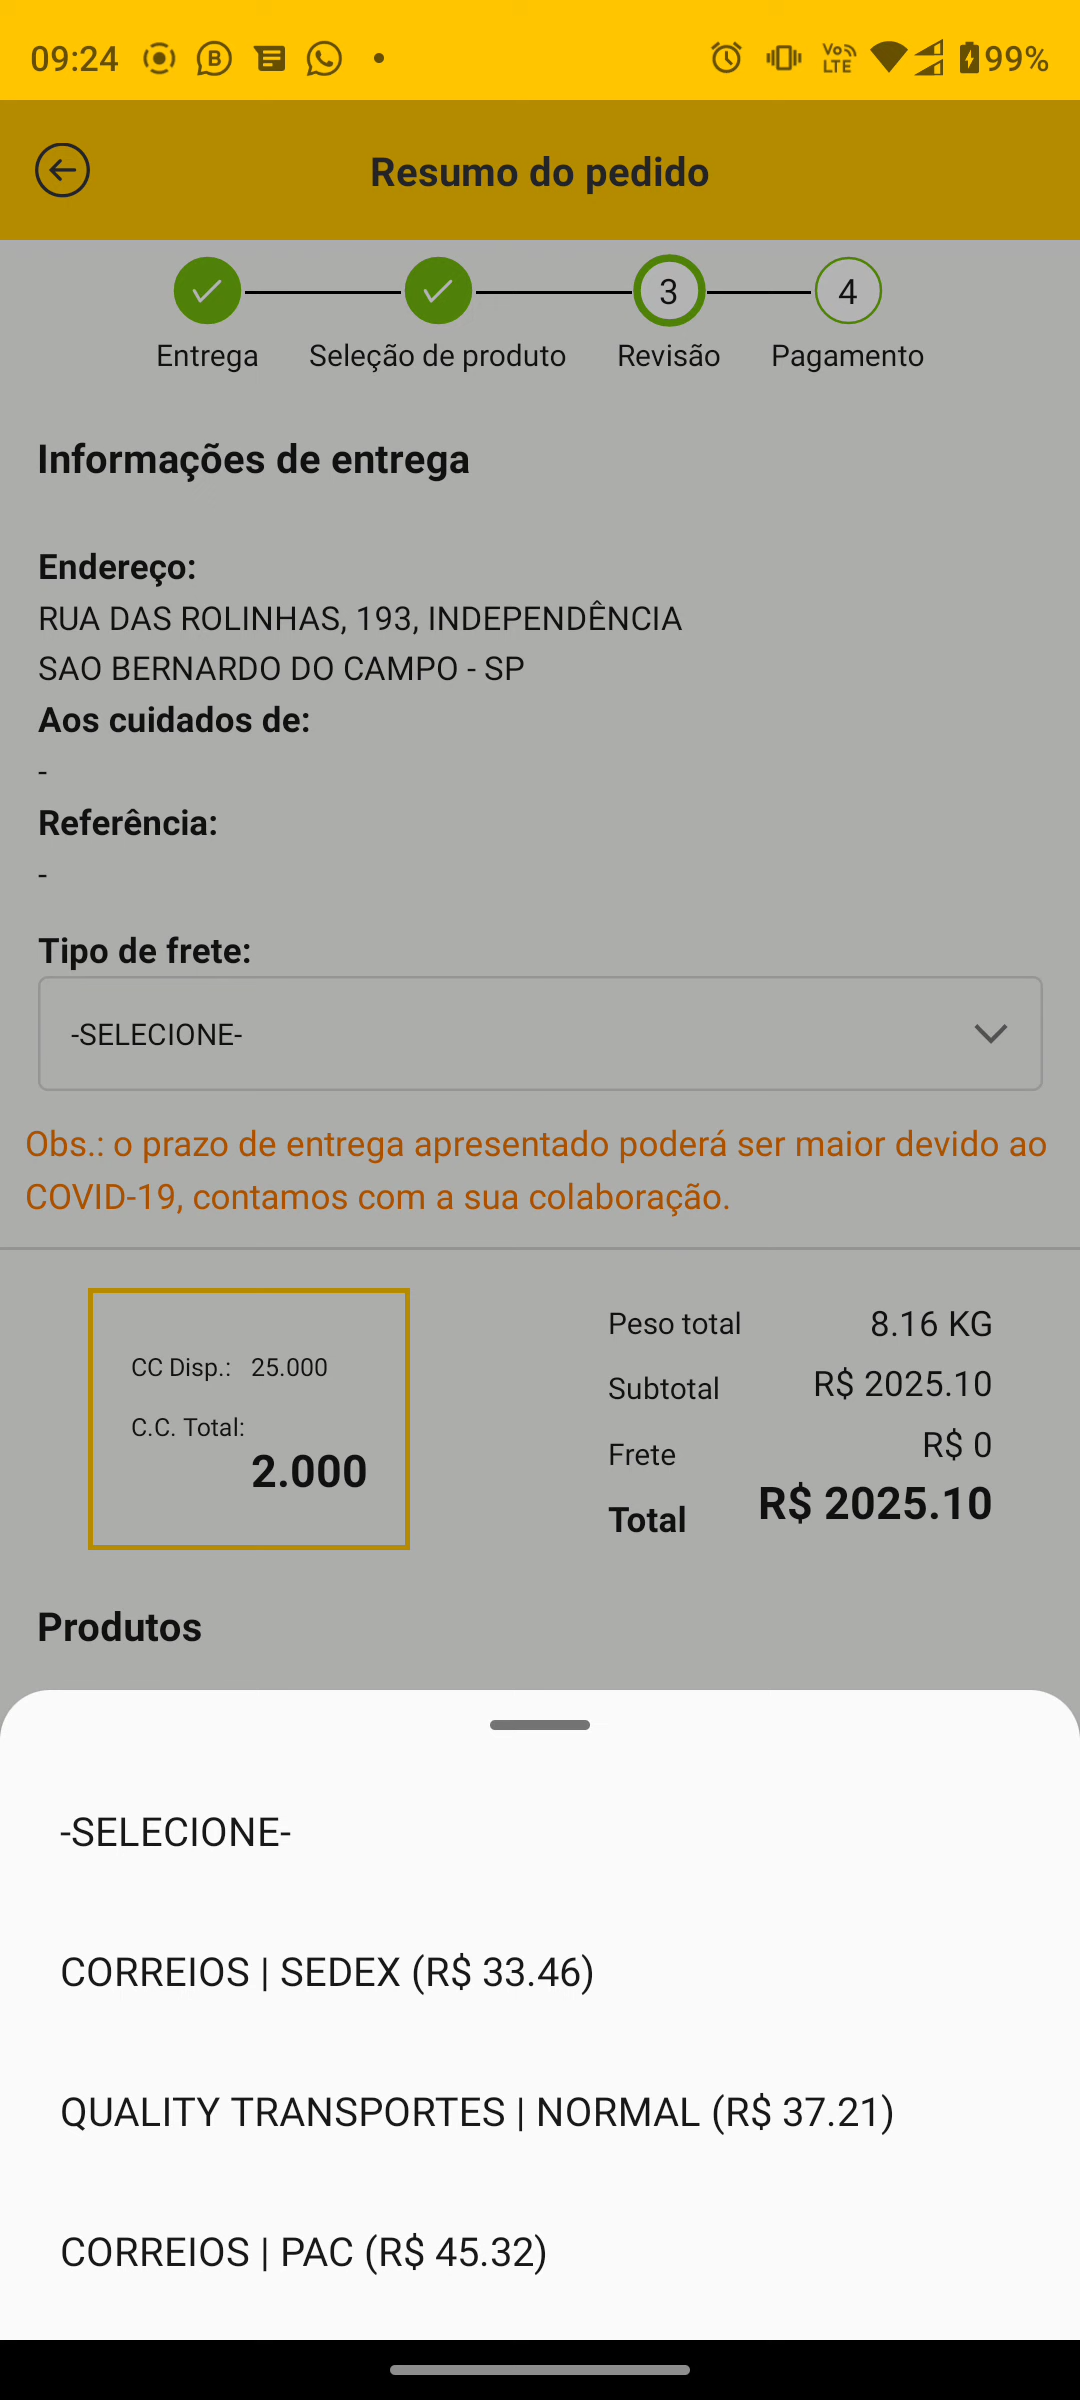 09:24
99%
Resumo do pedido
3
4
Entrega
Seleção de produto
Revisão
Pagamento
Informações de entrega
Endereço:
RUA DAS ROLINHAS, 193, INDEPENDÊNCIA
SAO BERNARDO DO CAMPO - SP
Aos cuidados de:
-
Referência:
-
Tipo de frete:
-SELECIONE-
Obs.: o prazo de entrega apresentado poderá ser maior devido ao
COVID-19, contamos com a sua colaboração.
CC Disp.: 25.000
C.C. Total:
2.000
Peso total 8.16 KG
Subtotal R$ 2025.10
Frete R$ 0
Total R$ 2025.10
Produtos
-SELECIONE-
CORREIOS | SEDEX (R$ 33.46)
QUALITY TRANSPORTES | NORMAL (R$ 37.21)
CORREIOS | PAC (R$ 45.32)